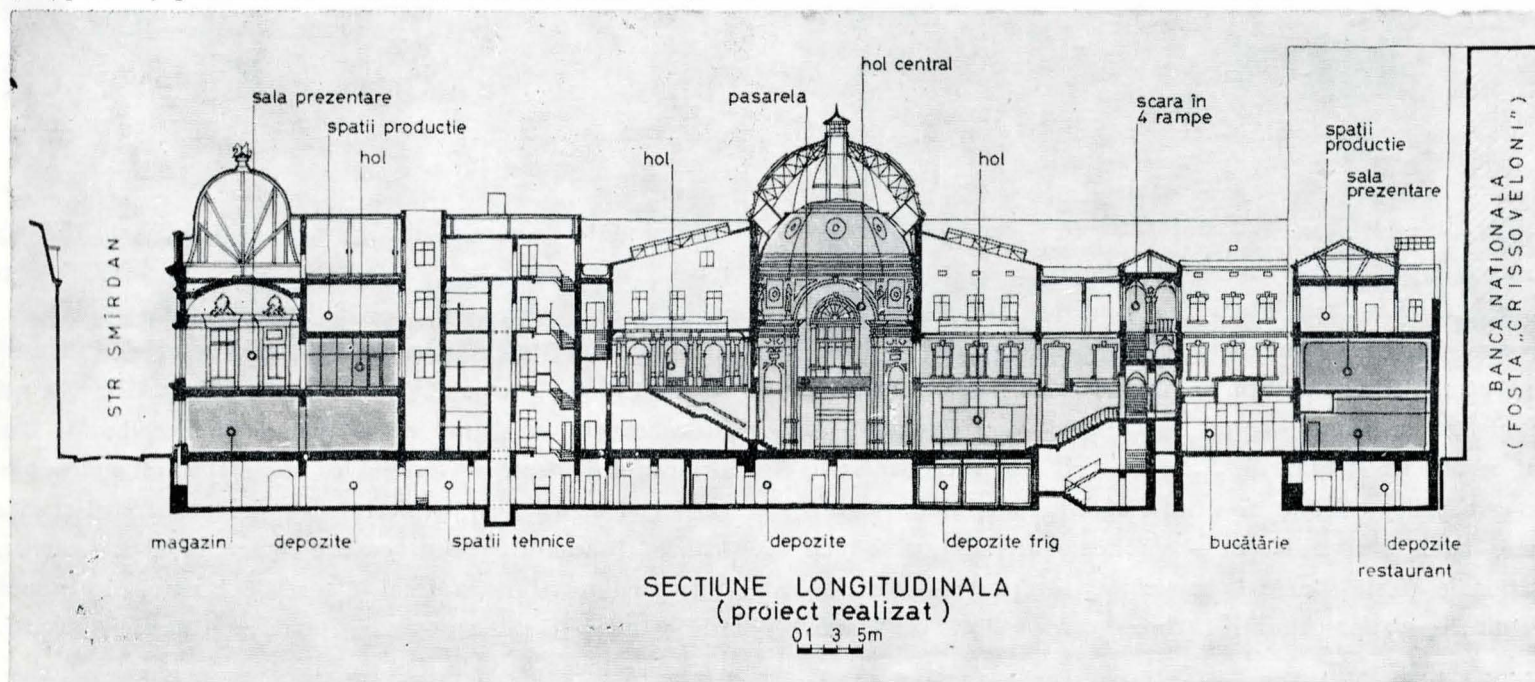 hol central
sala prezentare
pasarela
scara în
4 rampe
spatii productie
spatii
productie
hol
hol
hol
sala
prezentare
STR SMIRDAN
BANCA NATIONALA
( FOSTA „CRISSOVELONI")
magazin
depozite
spatii tehnice
depozite
depozite frig
bucătărie
depozite
restaurant
SECTIUNE LONGITUDINALA
(proiect realizat)
01 3 5m